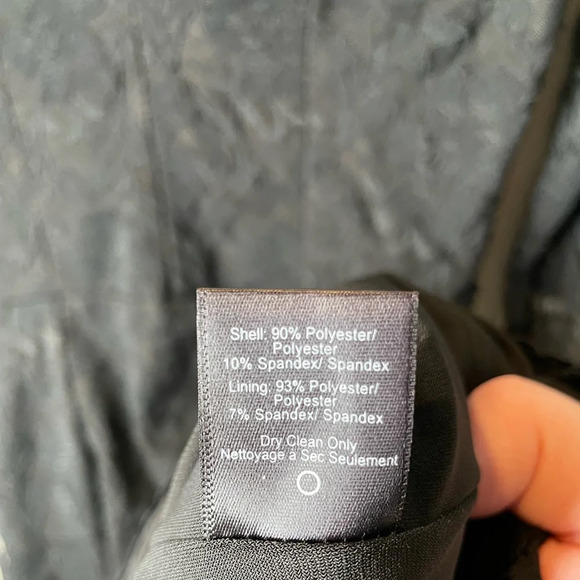 Shell: 90% Polyester/
Polyester
10% Spandex/ Spandex
Lining: 93% Polyester/
Polyester
7% Spandex/ Spandex
Dry Clean Only
Nettoyage à Sec Seulement